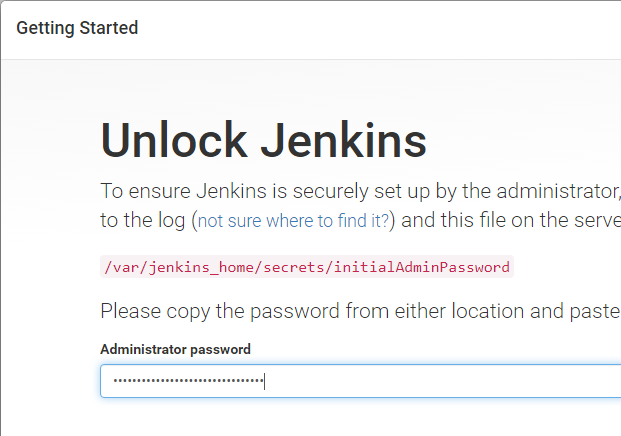 Getting Started
Unlock Jenkins
To ensure Jenkins is securely set up by the administrator,
to the log (not sure where to find it?) and this file on the serve
/var/jenkins_home/secrets/initialAdminPassword
Please copy the password from either location and paste
Administrator password
••••••••••••••••••••••••••••••••